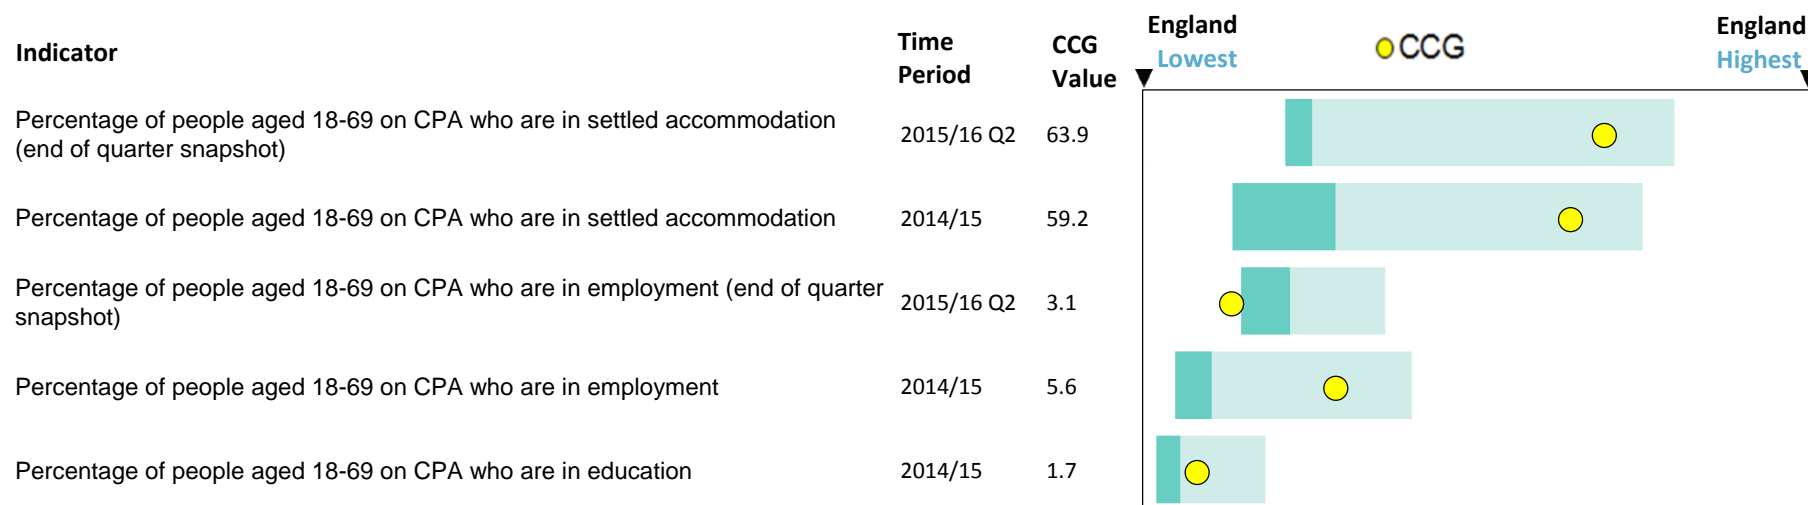 Indicator
Time
Period
CCG
Value
England
Lowest
CCG
England
Highest
Percentage of people aged 18-69 on CPA who are in settled accommodation
(end of quarter snapshot)
2015/16 Q2
63.9
Percentage of people aged 18-69 on CPA who are in settled accommodation
2014/15
59.2
Percentage of people aged 18-69 on CPA who are in employment (end of quarter
snapshot)
2015/16 Q2
3.1
Percentage of people aged 18-69 on CPA who are in employment
2014/15
5.6
Percentage of people aged 18-69 on CPA who are in education
2014/15
1.7